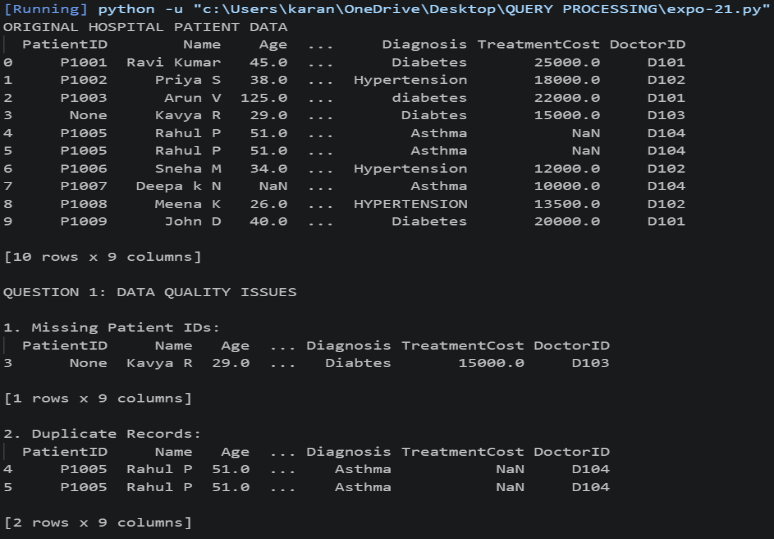 [Running] python -u "c:\Users\karan\OneDrive\Desktop\QUERY PROCESSING\expo-21.py"
ORIGINAL HOSPITAL PATIENT DATA
  PatientID        Name    Age  ...     Diagnosis TreatmentCost DoctorID
0     P1001  Ravi Kumar   45.0  ...      Diabetes       25000.0     D101
1     P1002     Priya S   38.0  ...  Hypertension       18000.0     D102
2     P1003      Arun V  125.0  ...      diabetes       22000.0     D101
3      None     Kavya R   29.0  ...       Diabtes       15000.0     D103
4     P1005     Rahul P   51.0  ...        Asthma           NaN     D104
5     P1005     Rahul P   51.0  ...        Asthma           NaN     D104
6     P1006     Sneha M   34.0  ...  Hypertension       12000.0     D102
7     P1007   Deepa k N    NaN  ...        Asthma       10000.0     D104
8     P1008     Meena K   26.0  ...  HYPERTENSION       13500.0     D102
9     P1009      John D   40.0  ...      Diabetes       20000.0     D101
[10 rows x 9 columns]
QUESTION 1: DATA QUALITY ISSUES
1. Missing Patient IDs:
  PatientID     Name   Age  ... Diagnosis TreatmentCost DoctorID
3      None  Kavya R  29.0  ...   Diabtes       15000.0     D103
[1 rows x 9 columns]
2. Duplicate Records:
  PatientID     Name   Age  ... Diagnosis TreatmentCost DoctorID
4     P1005  Rahul P  51.0  ...    Asthma           NaN     D104
5     P1005  Rahul P  51.0  ...    Asthma           NaN     D104
[2 rows x 9 columns]